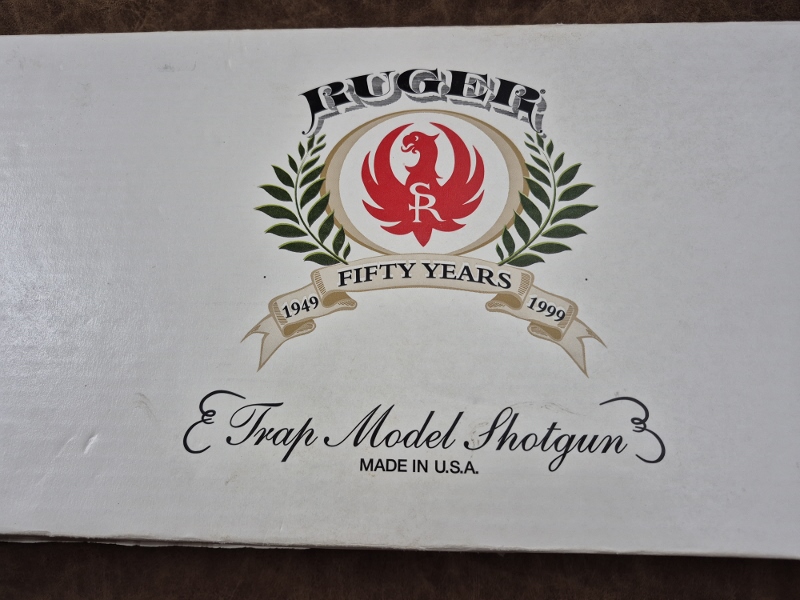 RUGER
SR
FIFTY YEARS
1949 1999
Trap Model Shotgun
MADE IN U.S.A.